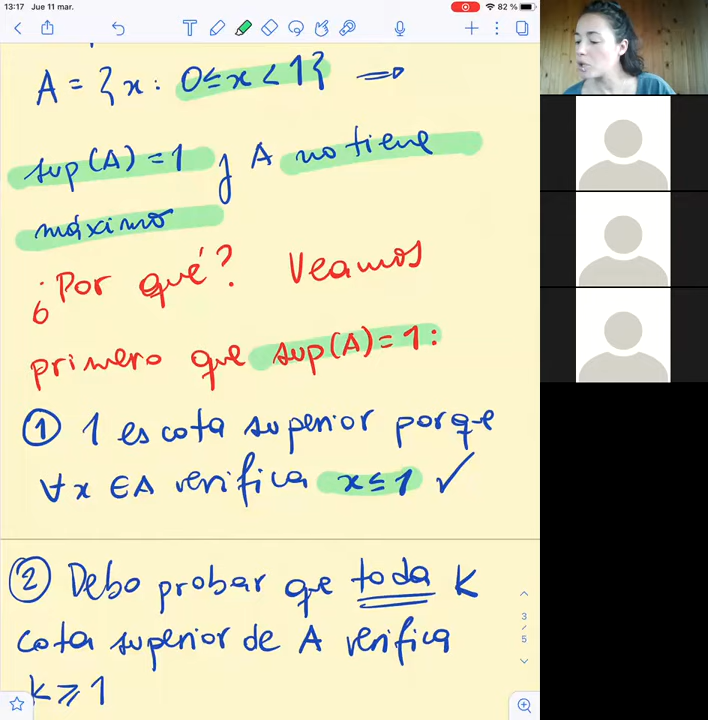 13:17 Jue 11 mar.
82 %
A = { x : 0 ≤ x < 1 } ⇒
sup(A) = 1 y A no tiene
máximo
¿Por qué? Veamos
primero que sup(A) = 1:
① 1 es cota superior porque
∀x ∈ A verifica x ≤ 1 ✓
② Debo probar que toda k
cota superior de A verifica
k ≥ 1
3
/
5